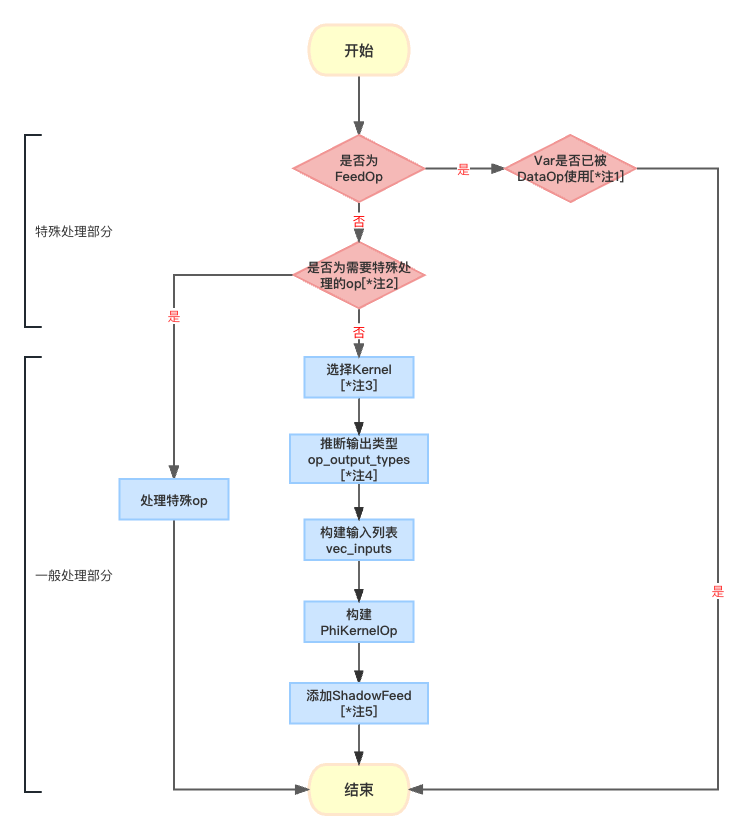 开始
是否为
FeedOp
是
Var是否已被
DataOp使用[*注1]
否
特殊处理部分
是否为需要特殊处
理的op[*注2]
是
否
选择Kernel
[*注3]
推断输出类型
op_output_types
[*注4]
处理特殊op
构建输入列表
vec_inputs
一般处理部分
是
构建
PhiKernelOp
添加ShadowFeed
[*注5]
结束